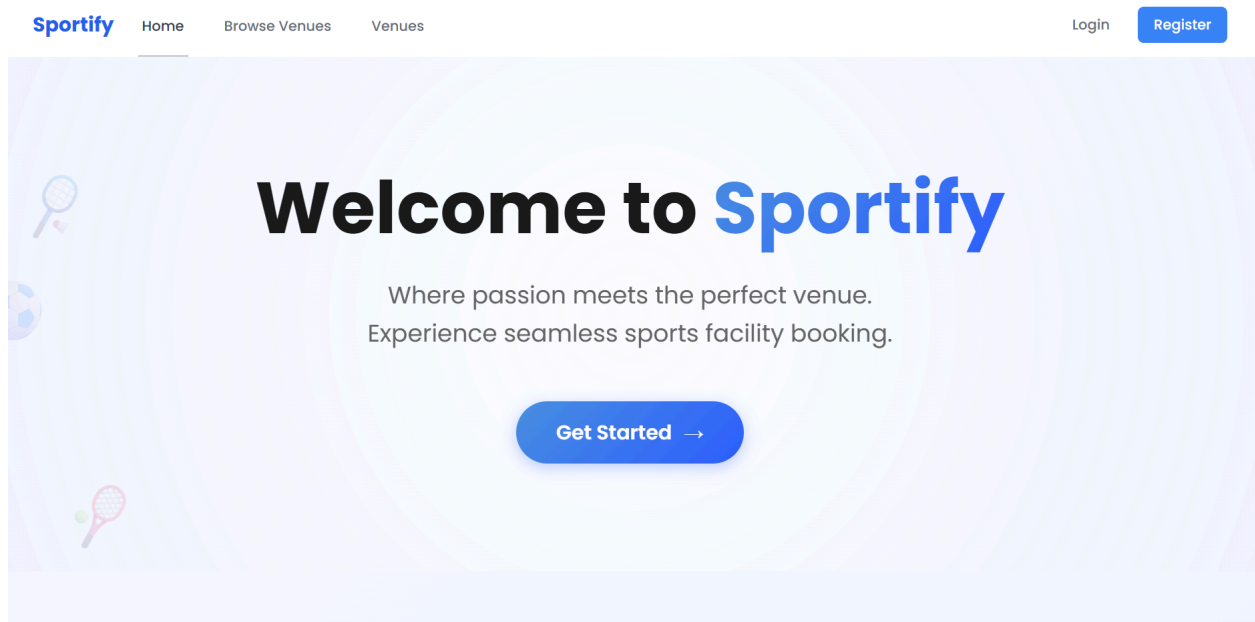 Sportify
Home
Browse Venues
Venues
Login
Register
Welcome to Sportify
Where passion meets the perfect venue.
Experience seamless sports facility booking.
Get Started →